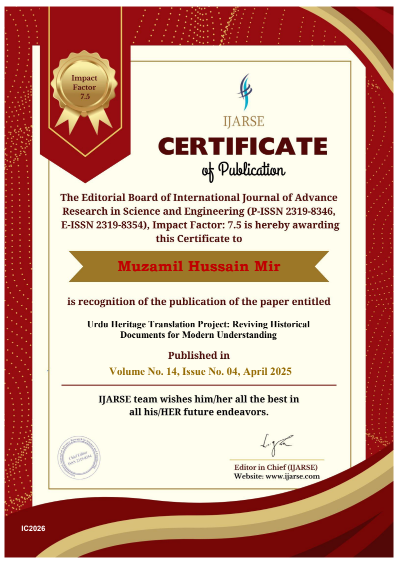 Impact
Factor
7.5
IJARSE
CERTIFICATE
of Publication
The Editorial Board of International Journal of Advance
Research in Science and Engineering (P-ISSN 2319-8346,
E-ISSN 2319-8354), Impact Factor: 7.5 is hereby awarding
this Certificate to
Muzamil Hussain Mir
is recognition of the publication of the paper entitled
Urdu Heritage Translation Project: Reviving Historical
Documents for Modern Understanding
Published in
Volume No. 14, Issue No. 04, April 2025
IJARSE team wishes him/her all the best in
all his/HER future endeavors.
Editor in Chief (IJARSE)
Website: www.ijarse.com
IC2026